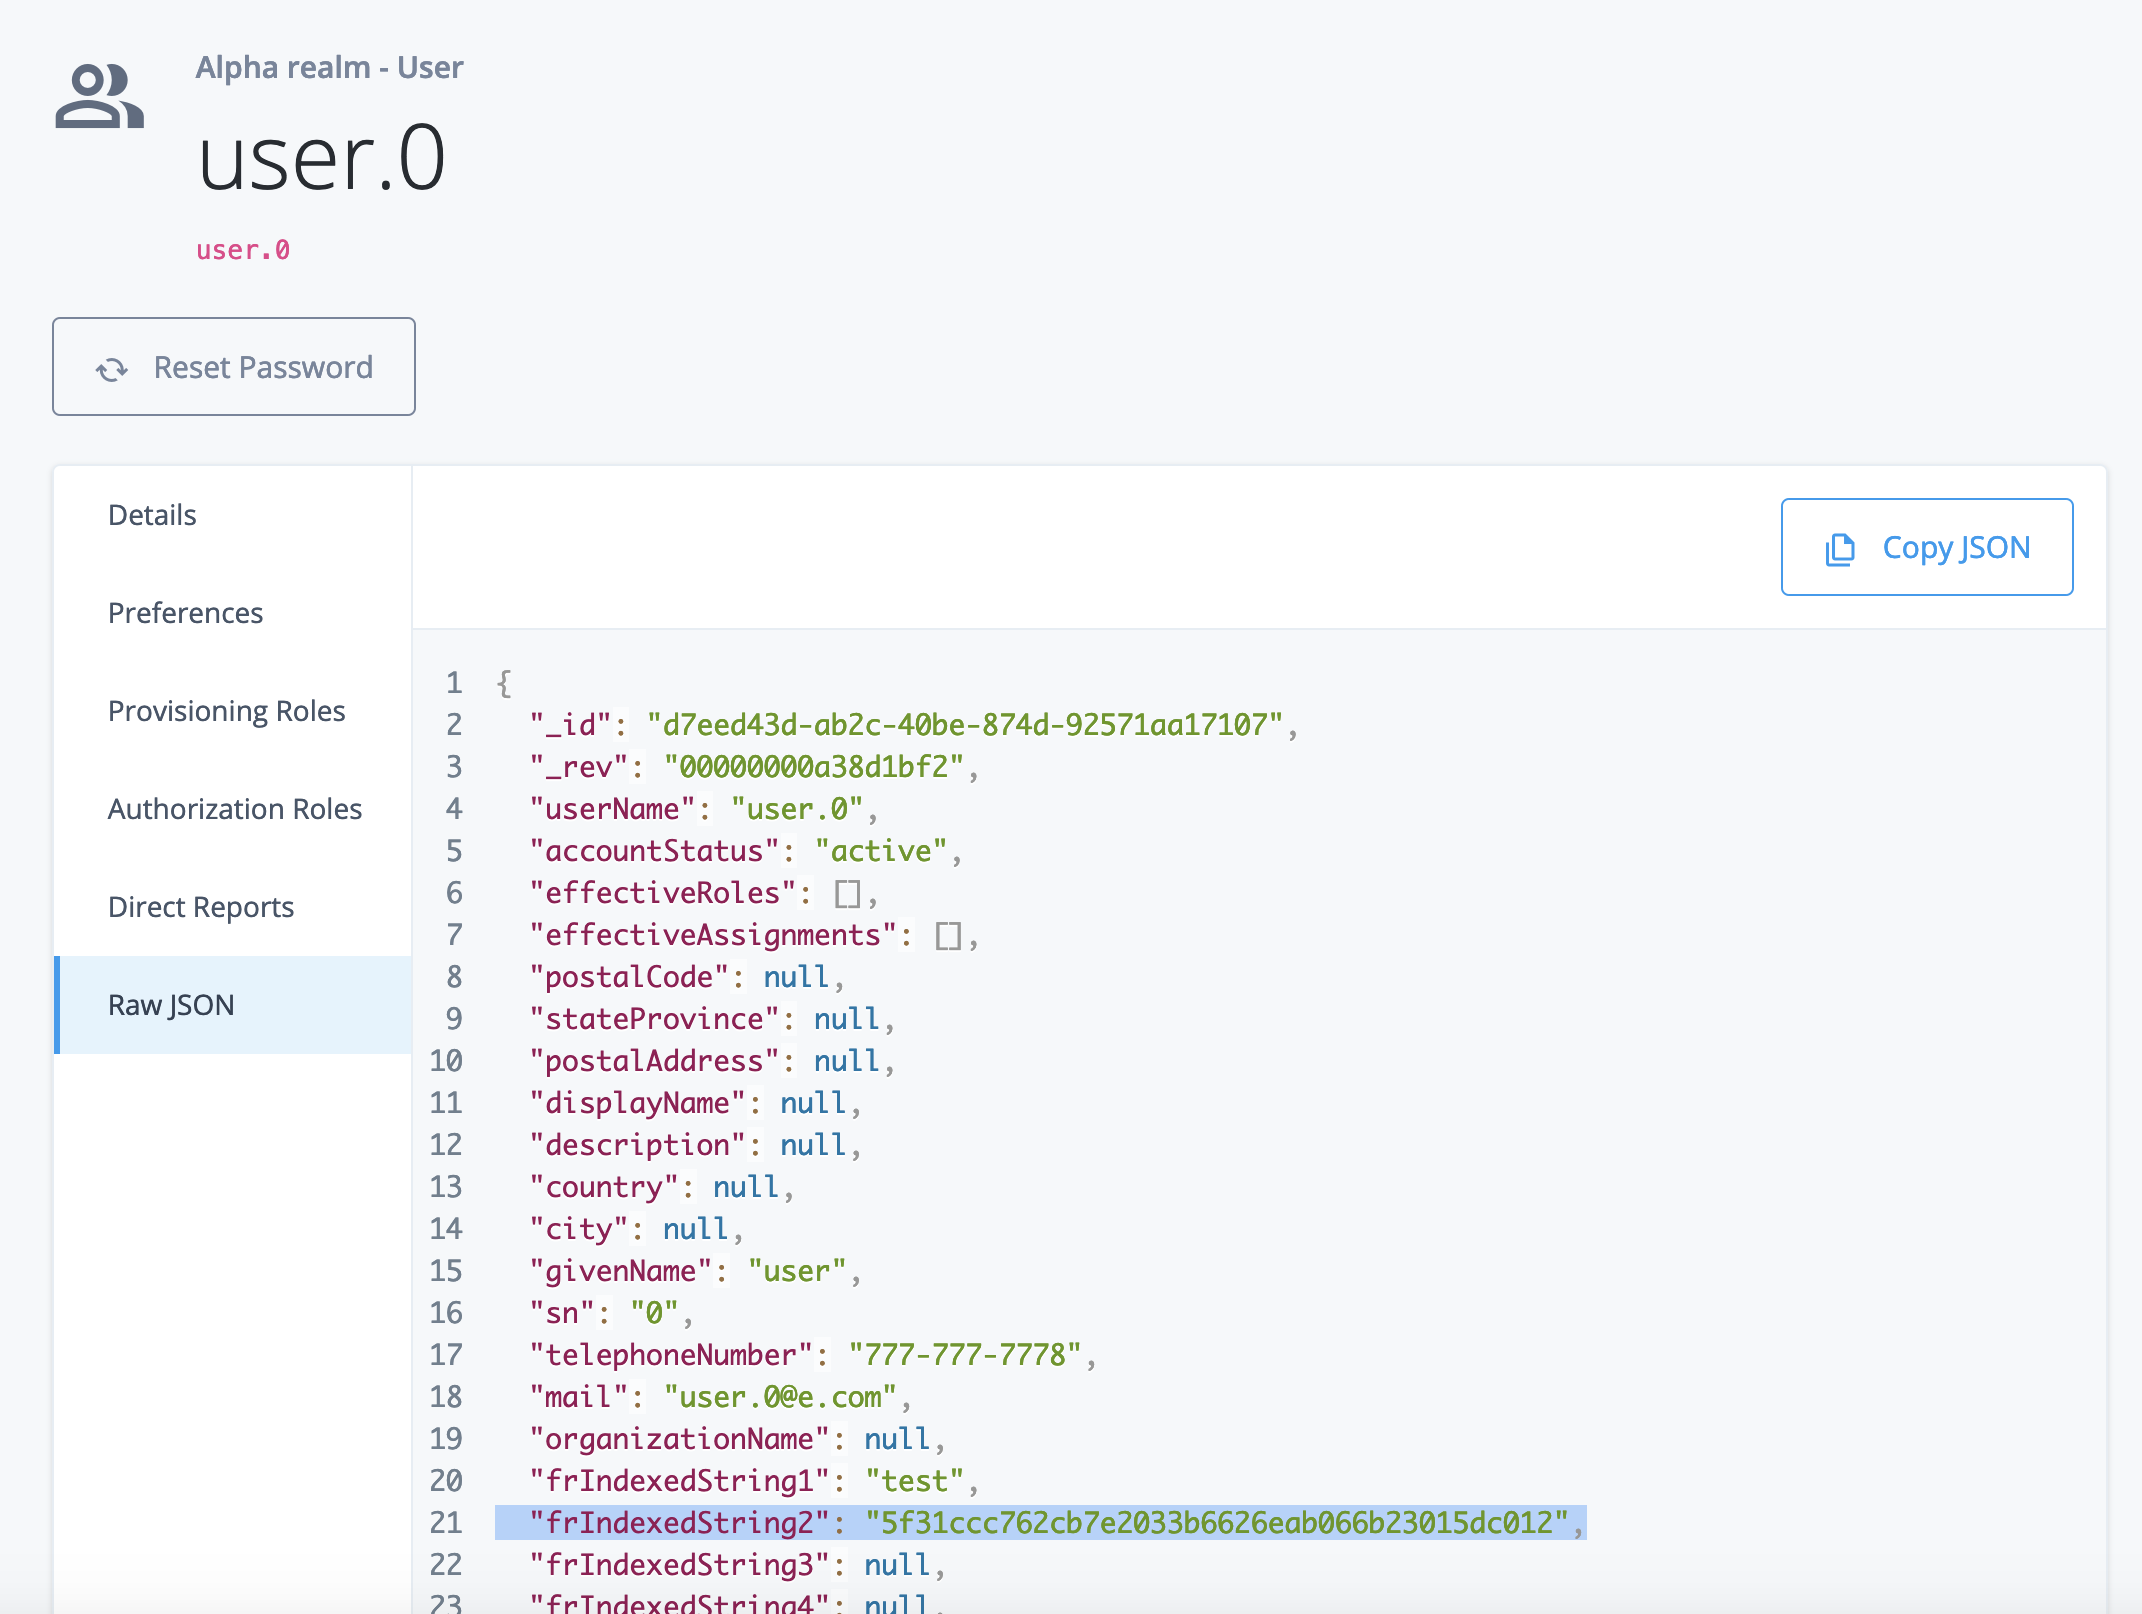 Alpha realm - User
user.0
user.0
Reset Password
Details
Preferences
Provisioning Roles
Authorization Roles
Direct Reports
Raw JSON
Copy JSON
1 {
2 "_id": "d7eed43d-ab2c-40be-874d-92571aa17107",
3 "_rev": "00000000a38d1bf2",
4 "userName": "user.0",
5 "accountStatus": "active",
6 "effectiveRoles": [],
7 "effectiveAssignments": [],
8 "postalCode": null,
9 "stateProvince": null,
10 "postalAddress": null,
11 "displayName": null,
12 "description": null,
13 "country": null,
14 "city": null,
15 "givenName": "user",
16 "sn": "0",
17 "telephoneNumber": "777-777-7778",
18 "mail": "user.0@e.com",
19 "organizationName": null,
20 "frIndexedString1": "test",
21 "frIndexedString2": "5f31ccc762cb7e2033b6626eab066b23015dc012",
22 "frIndexedString3": null,
23 "frIndexedString4": null,